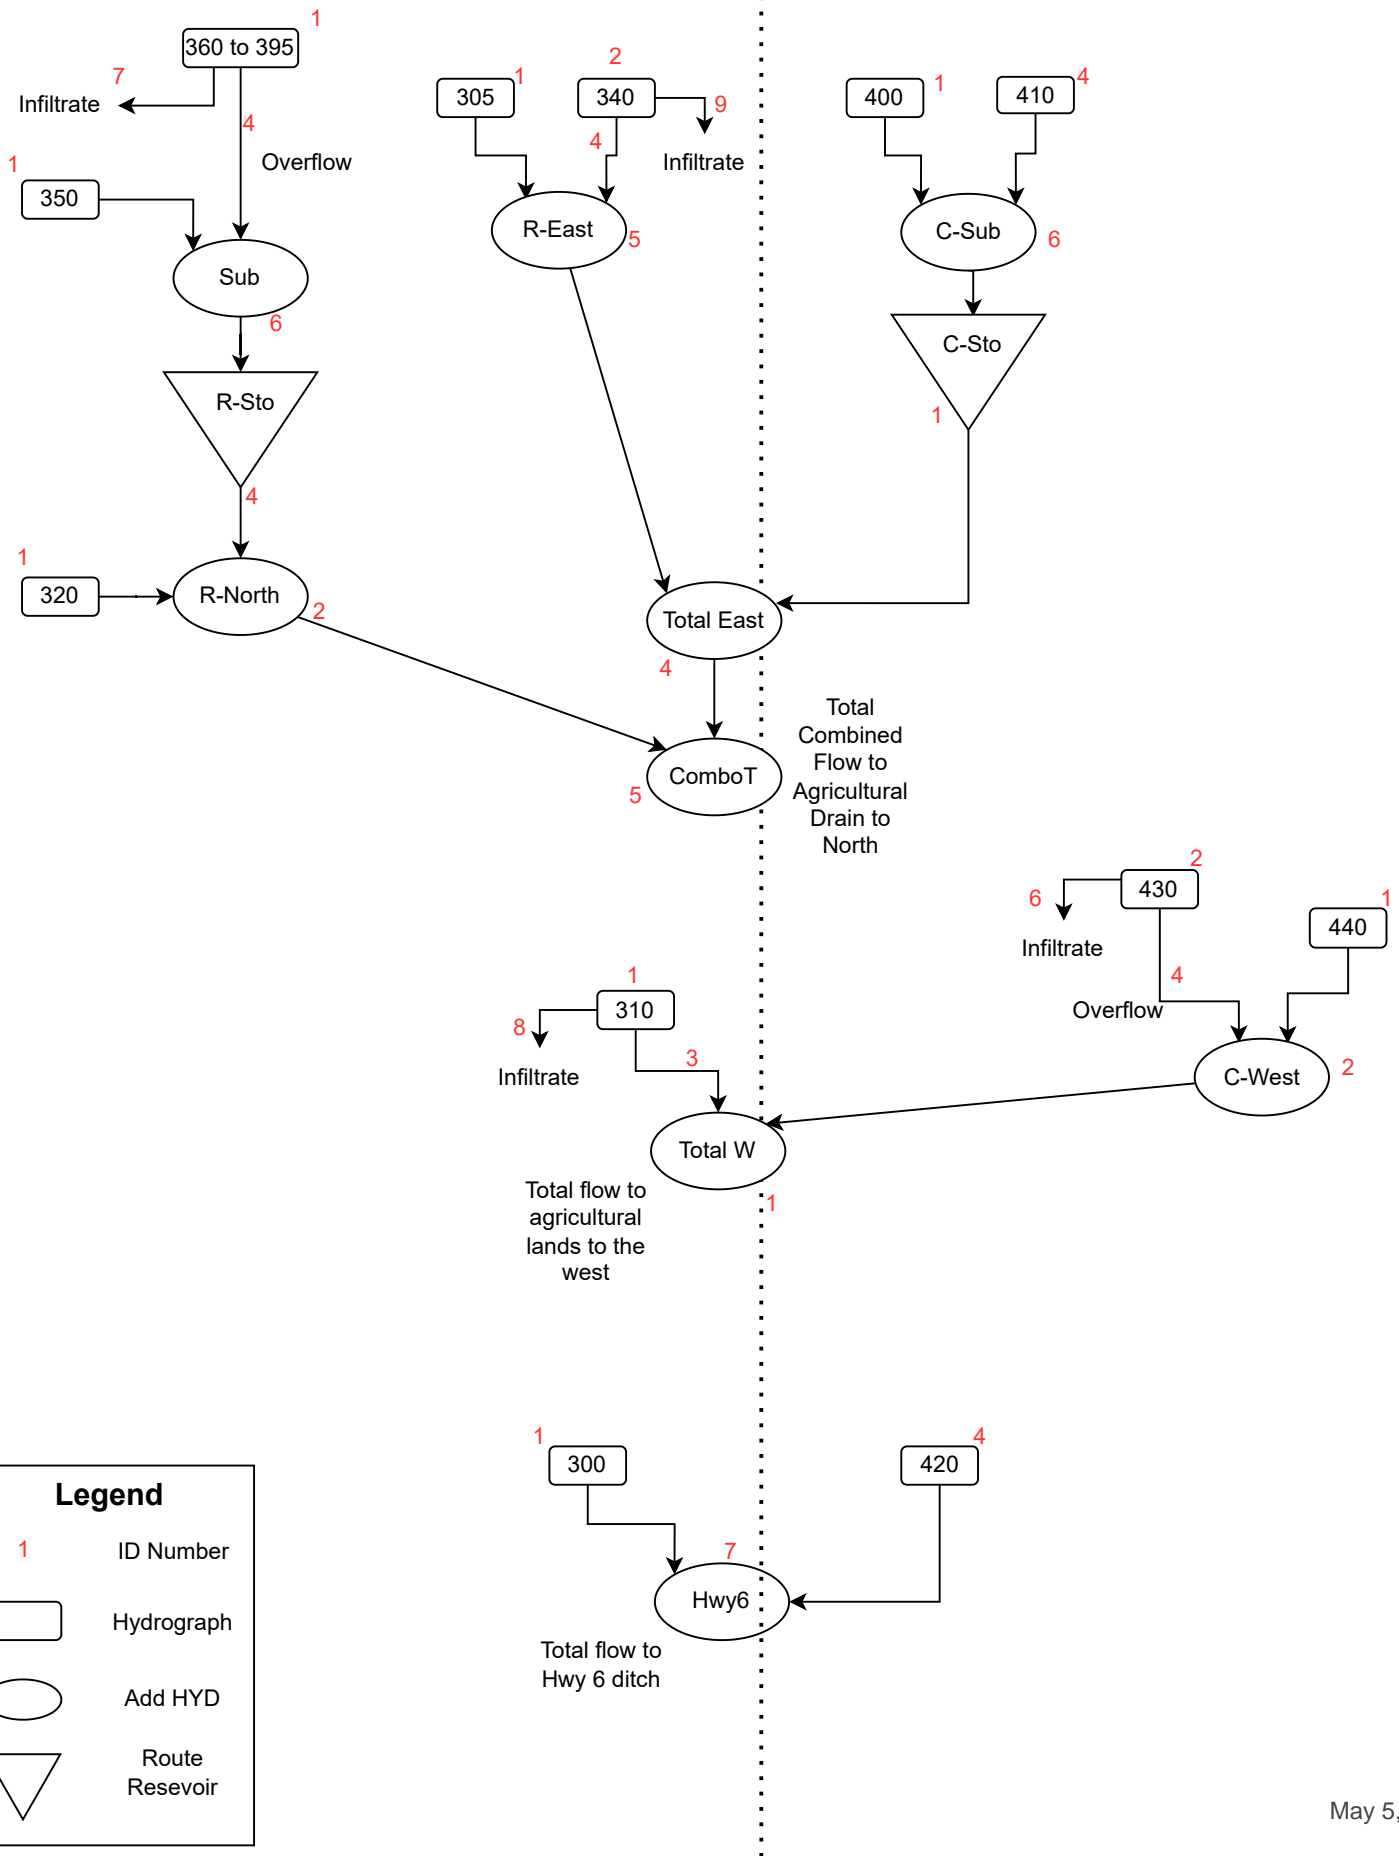 1
360 to 395
7
Infiltrate
4
Overflow
1
350
Sub
6
R-Sto
4
1
320
R-North
2
1
305
2
340
9
4
Infiltrate
R-East
5
1
400
4
410
C-Sub
6
C-Sto
1
Total East
4
ComboT
5
Total
Combined
Flow to
Agricultural
Drain to
North
2
430
6
Infiltrate
4
Overflow
1
440
C-West
2
1
310
8
Infiltrate
3
Total W
1
Total flow to
agricultural
lands to the
west
1
300
4
420
7
Hwy6
Total flow to
Hwy 6 ditch
Legend
1 ID Number
Hydrograph
Add HYD
Route
Resevoir
May 5,